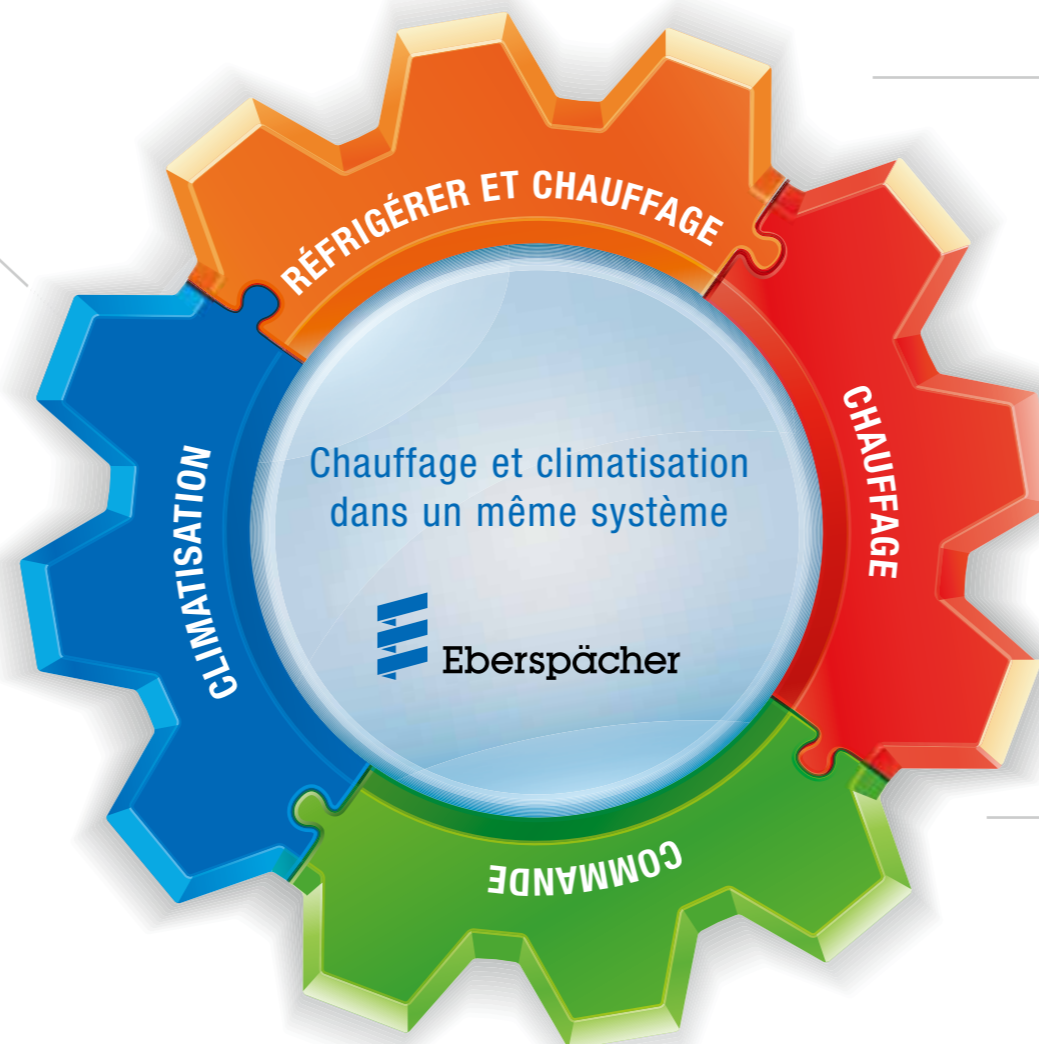 RÉFRIGÉRER ET CHAUFFAGE
CHAUFFAGE
COMMANDE
CLIMATISATION
Chauffage et climatisation
dans un même système
Eberspächer